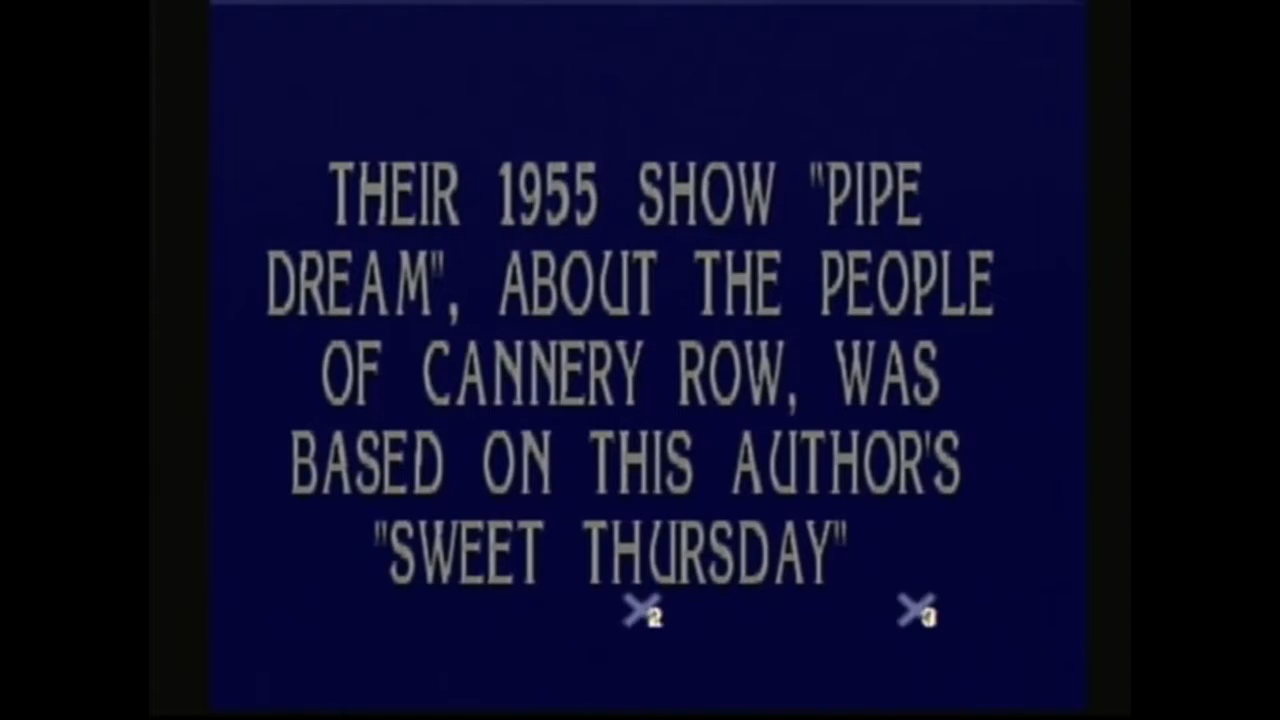 THEIR 1955 SHOW "PIPE
DREAM", ABOUT THE PEOPLE
OF CANNERY ROW, WAS
BASED ON THIS AUTHOR'S
"SWEET THURSDAY"
2 3